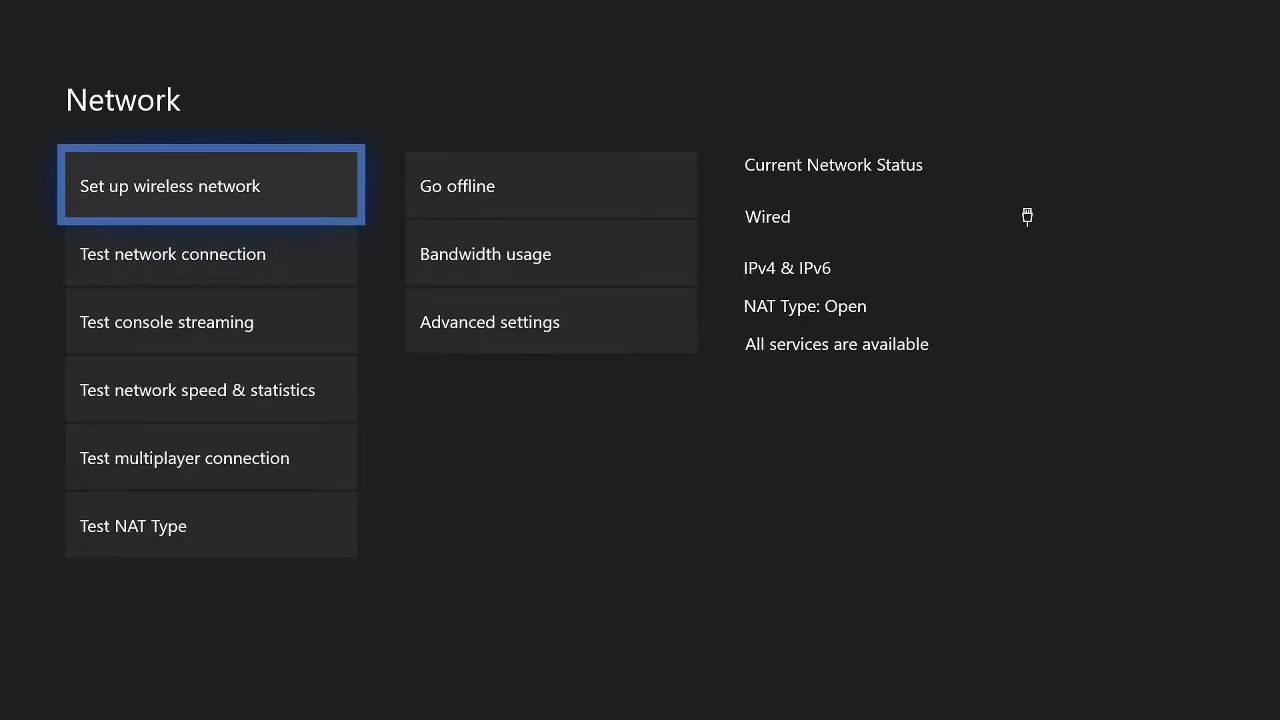 Network
Set up wireless network
Test network connection
Test console streaming
Test network speed & statistics
Test multiplayer connection
Test NAT Type
Go offline
Bandwidth usage
Advanced settings
Current Network Status
Wired
IPv4 & IPv6
NAT Type: Open
All services are available